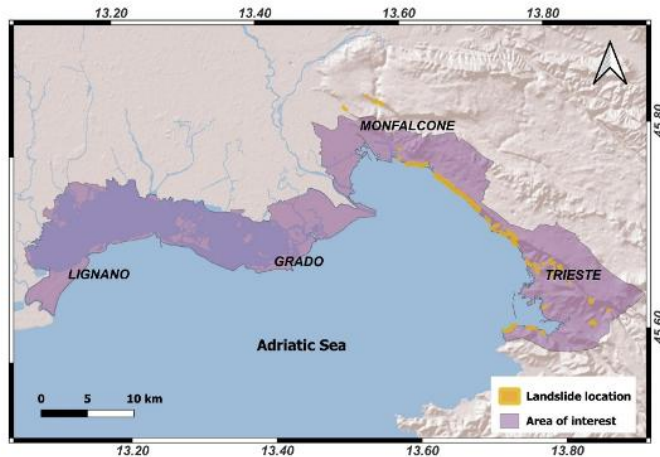 13.20 13.40 13.60 13.80
45.80
MONFALCONE
GRADO
LIGNANO
TRIESTE
45.60
Adriatic Sea
0 5 10 km
Landslide location
Area of interest
13.20 13.40 13.60 13.80